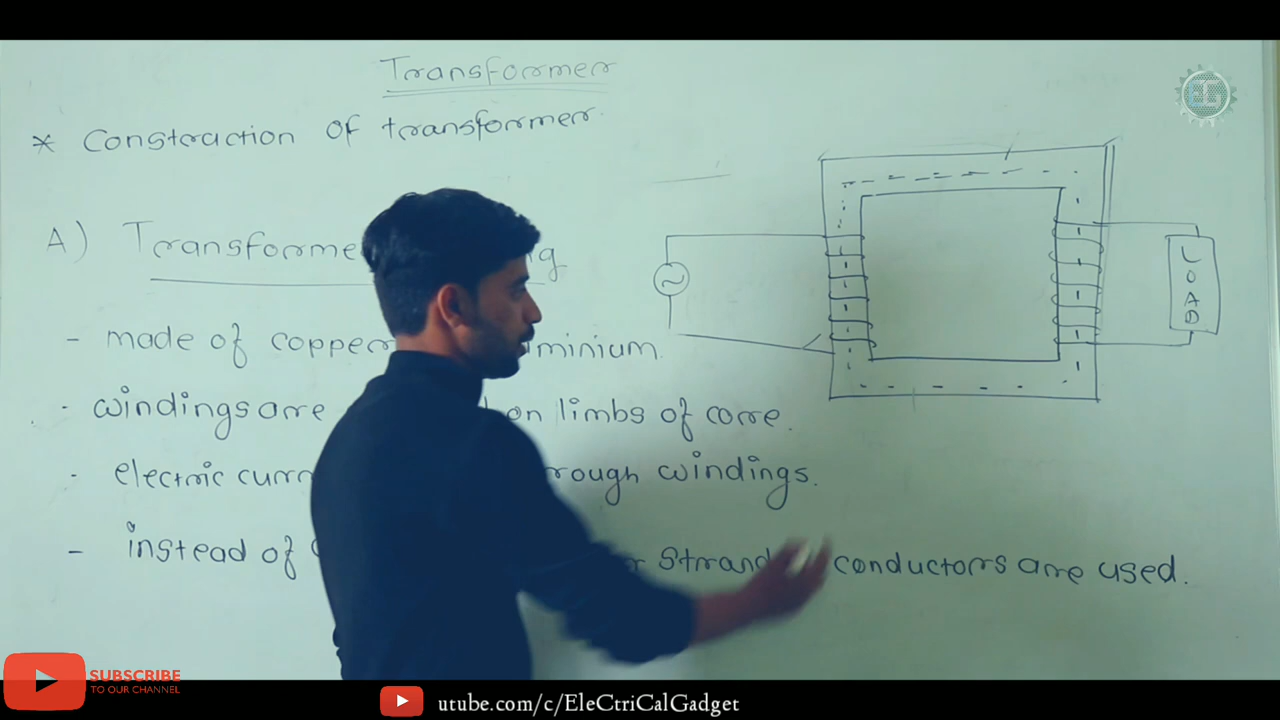 Transformer
* Constraction of transformer.
A) Transforme g
- made of copper minium.
- windings are on limbs of core.
- electric curr rough windings.
- instead of r strand conductors are used.
LOAD
SUBSCRIBE
TO OUR CHANNEL
utube.com/c/EleCtriCalGadget